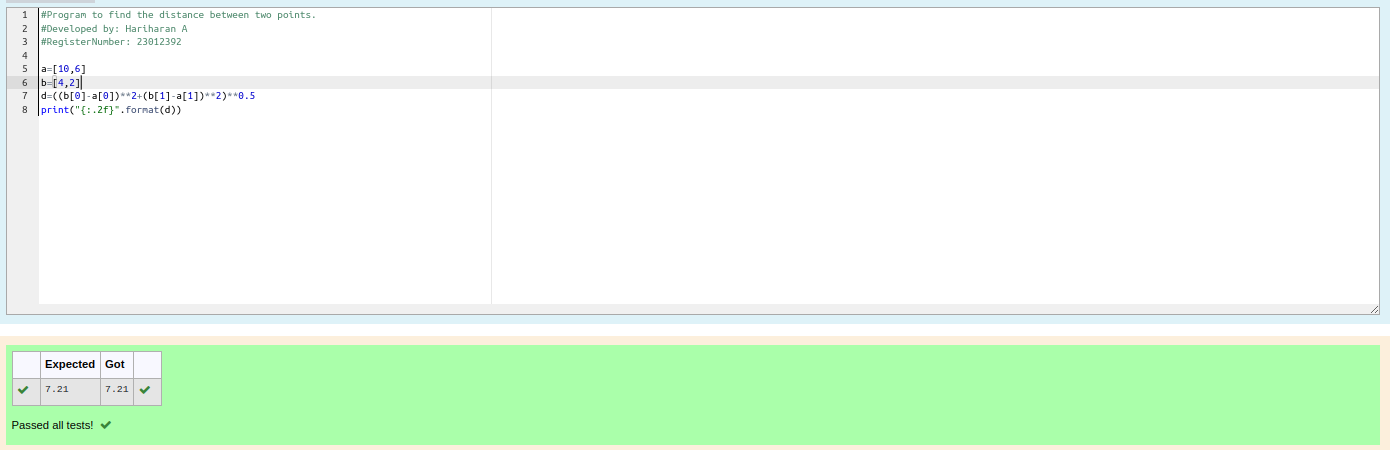 1 #Program to find the distance between two points.
2 #Developed by: Hariharan A
3 #RegisterNumber: 23012392
4
5 a=[10,6]
6 b=[4,2]
7 d=((b[0]-a[0])**2+(b[1]-a[1])**2)**0.5
8 print("{:.2f}".format(d))
Expected Got
7.21 7.21
Passed all tests!